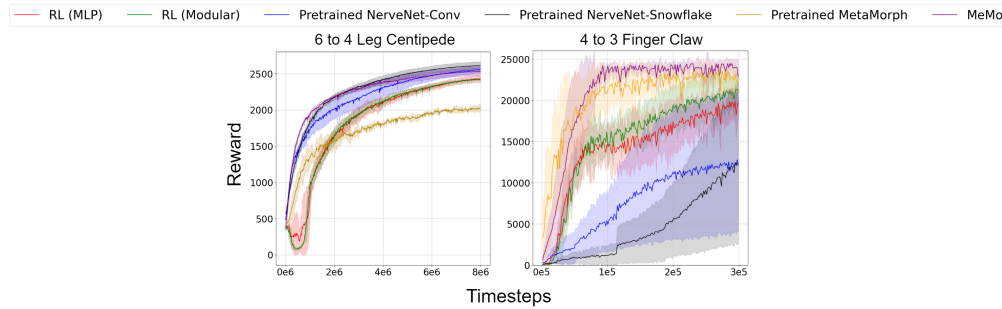 RL (MLP) RL (Modular) Pretrained NerveNet-Conv Pretrained NerveNet-Snowflake Pretrained MetaMorph MeMo
6 to 4 Leg Centipede 4 to 3 Finger Claw
Reward
2500
2000
1500
1000
500
0
0e6 2e6 4e6 6e6 8e6
25000
20000
15000
10000
5000
0
0e5 1e5 2e5 3e5
Timesteps